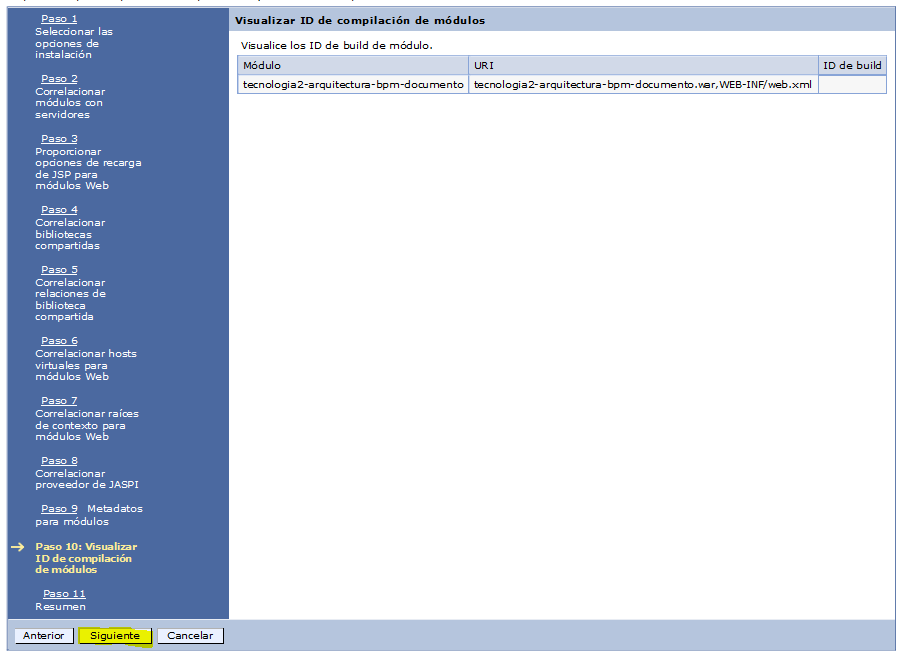 Paso 1
Seleccionar las
opciones de
instalación
Paso 2
Correlacionar
módulos con
servidores
Paso 3
Proporcionar
opciones de recarga
de JSP para
módulos Web
Paso 4
Correlacionar
bibliotecas
compartidas
Paso 5
Correlacionar
relaciones de
biblioteca
compartida
Paso 6
Correlacionar hosts
virtuales para
módulos Web
Paso 7
Correlacionar raíces
de contexto para
módulos Web
Paso 8
Correlacionar
proveedor de JASPI
Paso 9 Metadatos
para módulos
Paso 10: Visualizar
ID de compilación
de módulos
Paso 11
Resumen
Visualizar ID de compilación de módulos
Visualice los ID de build de módulo.
Módulo URI ID de build
tecnologia2-arquitectura-bpm-documento tecnologia2-arquitectura-bpm-documento.war,WEB-INF/web.xml
Anterior Siguiente Cancelar